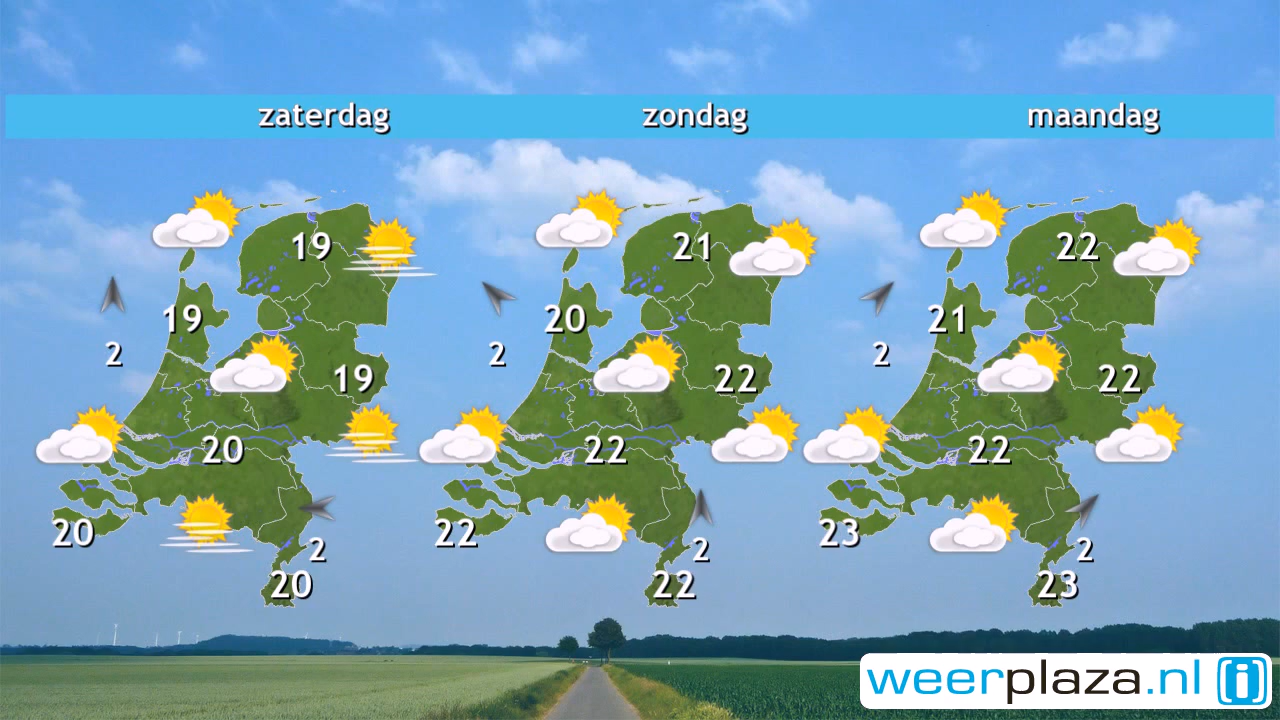 zaterdag zondag maandag
19 21 22
19 20 21
2 2 2
19 22 22
20 22 22
20 22 23
2 2 2
20 22 23
weerplaza.nl i